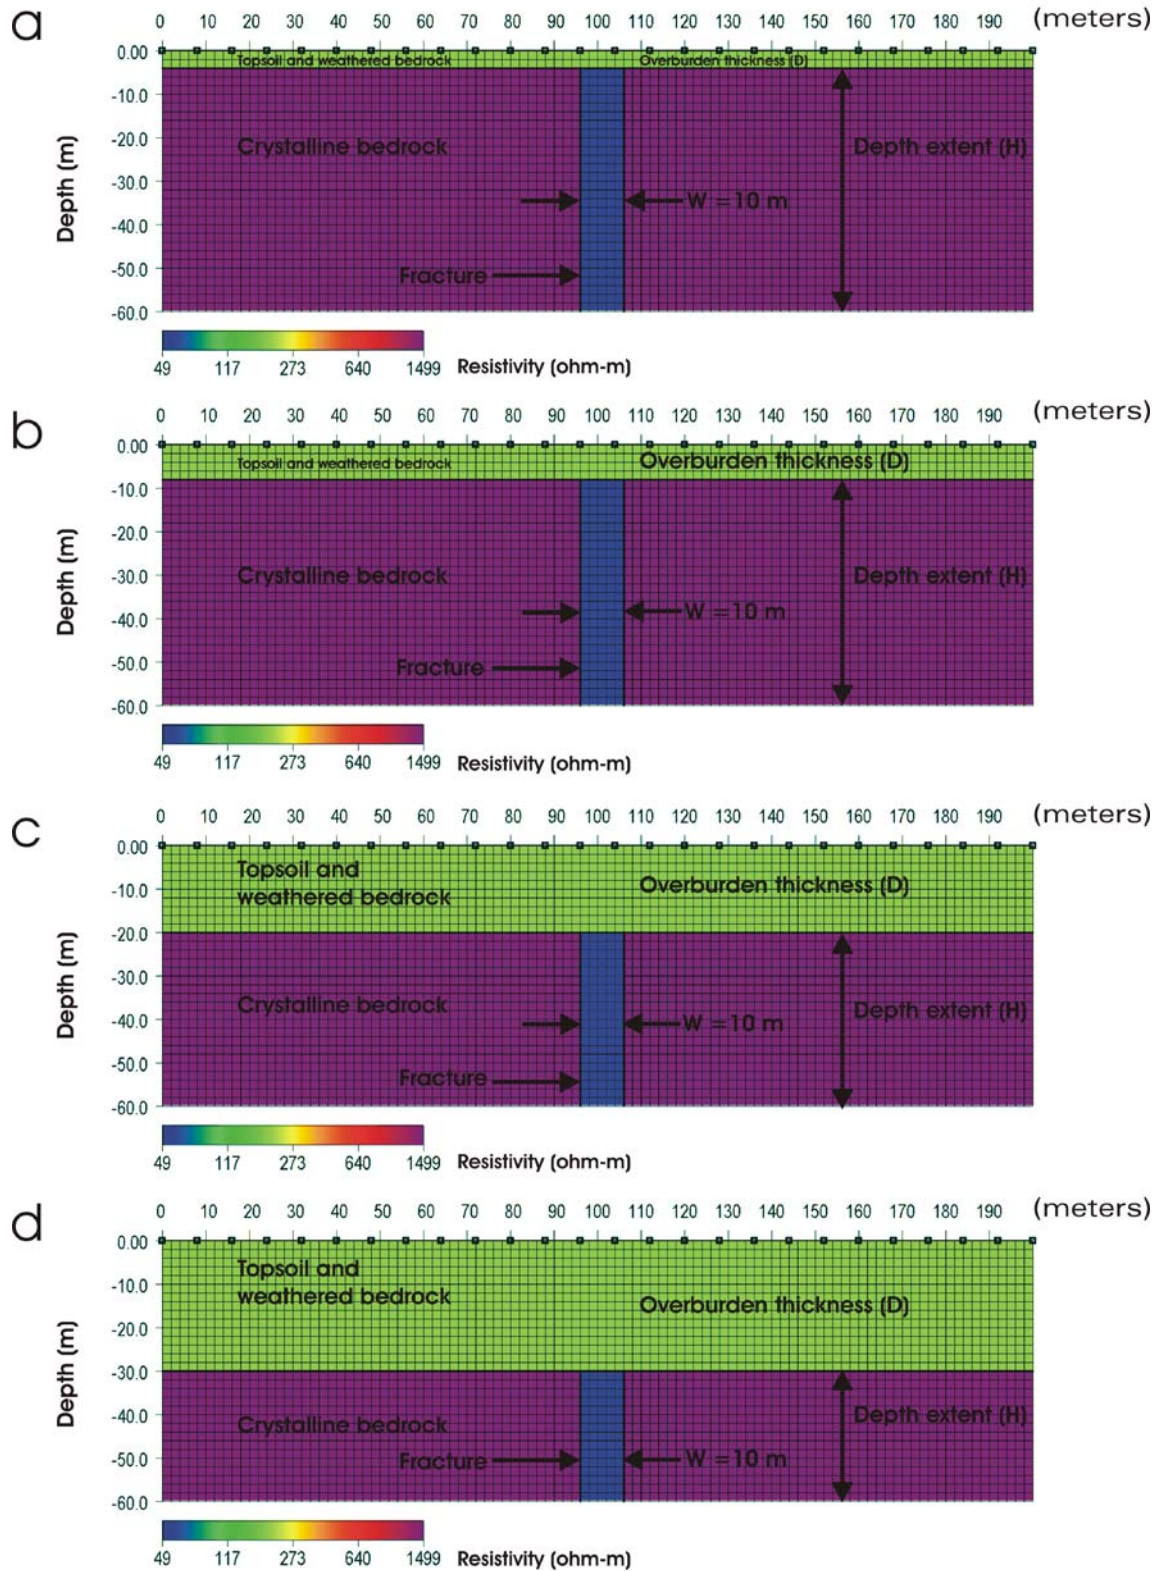 a
0 10 20 30 40 50 60 70 80 90 100 110 120 130 140 150 160 170 180 190 (meters)
0.00
Topsoil and weathered bedrock Overburden thickness (D)
-10.0
Crystalline bedrock Depth extent (H)
-20.0
-30.0
W = 10 m
-40.0
Fracture
-50.0
-60.0
Depth (m)
49 117 273 640 1499 Resistivity (ohm-m)
b
0 10 20 30 40 50 60 70 80 90 100 110 120 130 140 150 160 170 180 190 (meters)
0.00
Topsoil and weathered bedrock Overburden thickness (D)
-10.0
-20.0
Crystalline bedrock Depth extent (H)
-30.0
W = 10 m
-40.0
Fracture
-50.0
-60.0
Depth (m)
49 117 273 640 1499 Resistivity (ohm-m)
c
0 10 20 30 40 50 60 70 80 90 100 110 120 130 140 150 160 170 180 190 (meters)
0.00
Topsoil and
weathered bedrock Overburden thickness (D)
-10.0
-20.0
-30.0
Crystalline bedrock Depth extent (H)
-40.0
W = 10 m
-50.0
Fracture
-60.0
Depth (m)
49 117 273 640 1499 Resistivity (ohm-m)
d
0 10 20 30 40 50 60 70 80 90 100 110 120 130 140 150 160 170 180 190 (meters)
0.00
Topsoil and
weathered bedrock Overburden thickness (D)
-10.0
-20.0
-30.0
-40.0
Crystalline bedrock Depth extent (H)
-50.0
Fracture W = 10 m
-60.0
Depth (m)
49 117 273 640 1499 Resistivity (ohm-m)